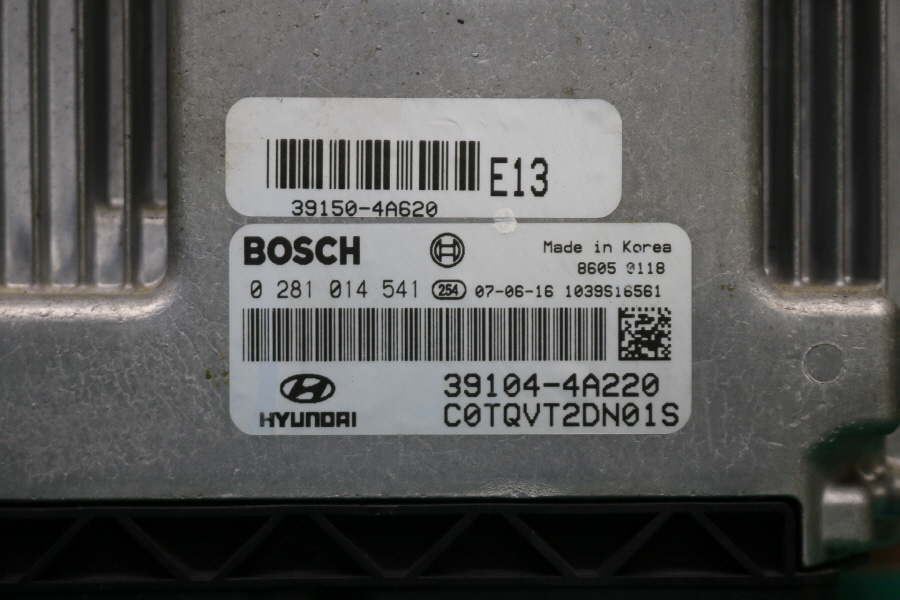 E13
39150-4A620
BOSCH
Made in Korea
8605 0118
0 281 014 541 254 07-06-16 1039S16561
39104-4A220
HYUNDAI
C0TQVT2DN01S